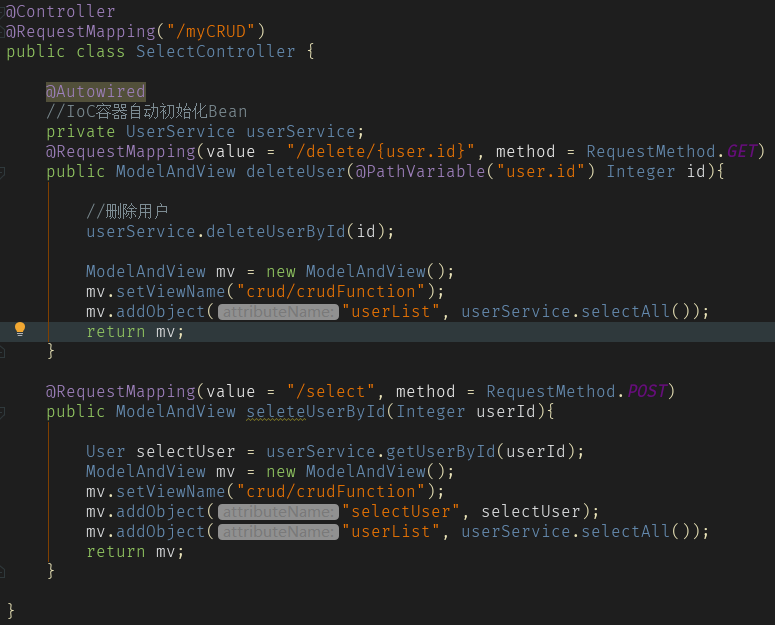 @Controller
@RequestMapping("/myCRUD")
public class SelectController {
@Autowired
//IoC容器自动初始化Bean
private UserService userService;
@RequestMapping(value = "/delete/{user.id}", method = RequestMethod.GET)
public ModelAndView deleteUser(@PathVariable("user.id") Integer id){
//删除用户
userService.deleteUserById(id);
ModelAndView mv = new ModelAndView();
mv.setViewName("crud/crudFunction");
mv.addObject( attributeName: "userList", userService.selectAll());
return mv;
}
@RequestMapping(value = "/select", method = RequestMethod.POST)
public ModelAndView seleteUserById(Integer userId){
User selectUser = userService.getUserById(userId);
ModelAndView mv = new ModelAndView();
mv.setViewName("crud/crudFunction");
mv.addObject( attributeName: "selectUser", selectUser);
mv.addObject( attributeName: "userList", userService.selectAll());
return mv;
}
}